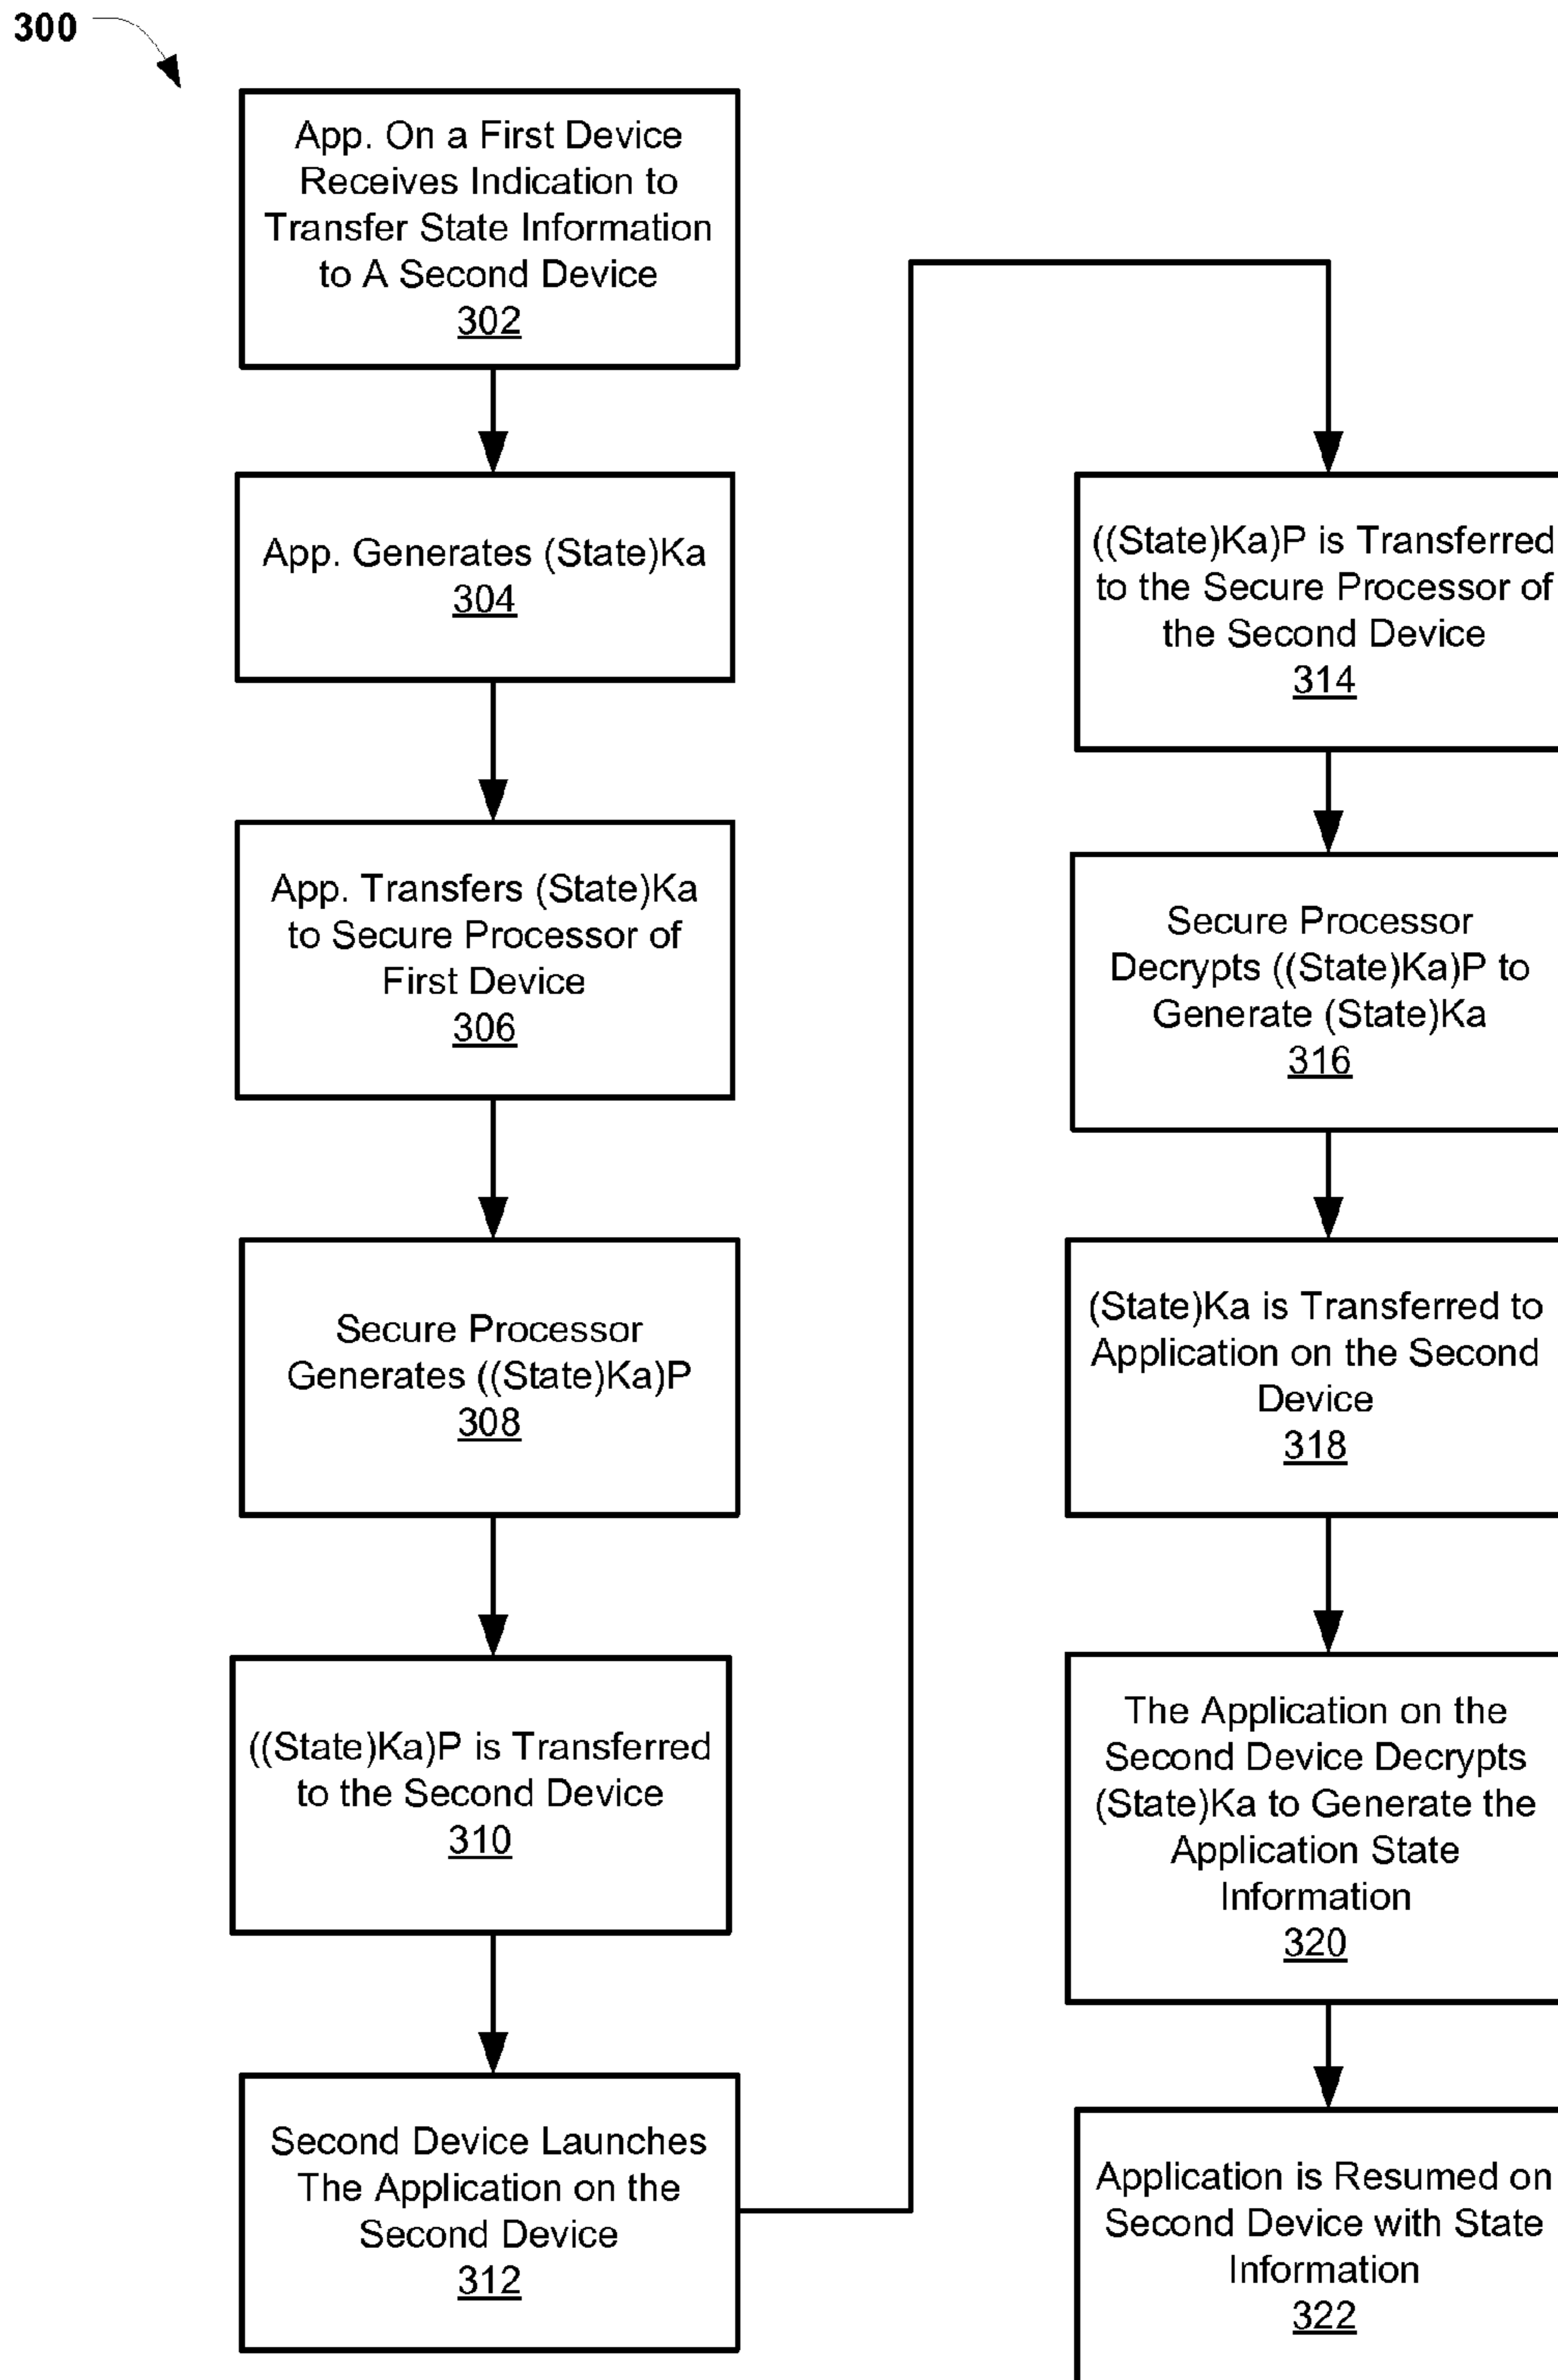 300
App. On a First Device
Receives Indication to
Transfer State Information
to A Second Device
302
App. Generates (State)Ka
304
App. Transfers (State)Ka
to Secure Processor of
First Device
306
Secure Processor
Generates ((State)Ka)P
308
((State)Ka)P is Transferred
to the Second Device
310
Second Device Launches
The Application on the
Second Device
312
((State)Ka)P is Transferred
to the Secure Processor of
the Second Device
314
Secure Processor
Decrypts ((State)Ka)P to
Generate (State)Ka
316
(State)Ka is Transferred to
Application on the Second
Device
318
The Application on the
Second Device Decrypts
(State)Ka to Generate the
Application State
Information
320
Application is Resumed on
Second Device with State
Information
322